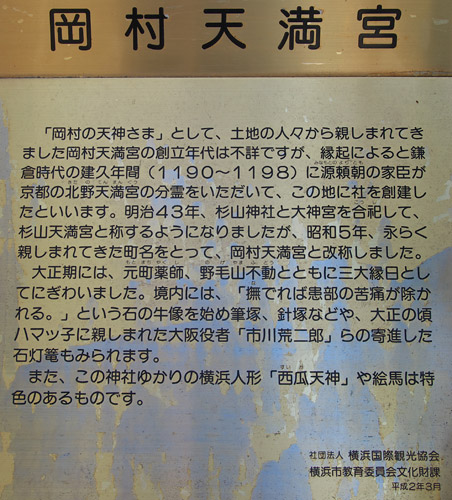 岡村天満宮
「岡村の天神さま」として、土地の人々から親しまれてき
ました岡村天満宮の創立年代は不詳ですが、縁起によると鎌
倉時代の建久年間（1190～1198）に源頼朝の家臣が
京都の北野天満宮の分霊をいただいて、この地に社を創建し
たといいます。明治43年、杉山神社と大神宮を合祀して、
杉山天満宮と称するようになりましたが、昭和5年、永らく
親しまれてきた町名をとって、岡村天満宮と改称しました。
大正期には、元町薬師、野毛山不動とともに三大縁日とし
てにぎわいました。境内には、「撫でれば患部の苦痛が除か
れる。」という石の牛像を始め筆塚、針塚などや、大正の頃
ハマッ子に親しまれた大阪役者「市川荒二郎」らの寄進した
石灯篭もみられます。
また、この神社ゆかりの横浜人形「西瓜天神」や絵馬は特
色のあるものです。
社団法人 横浜国際観光協会
横浜市教育委員会文化財課
平成2年3月